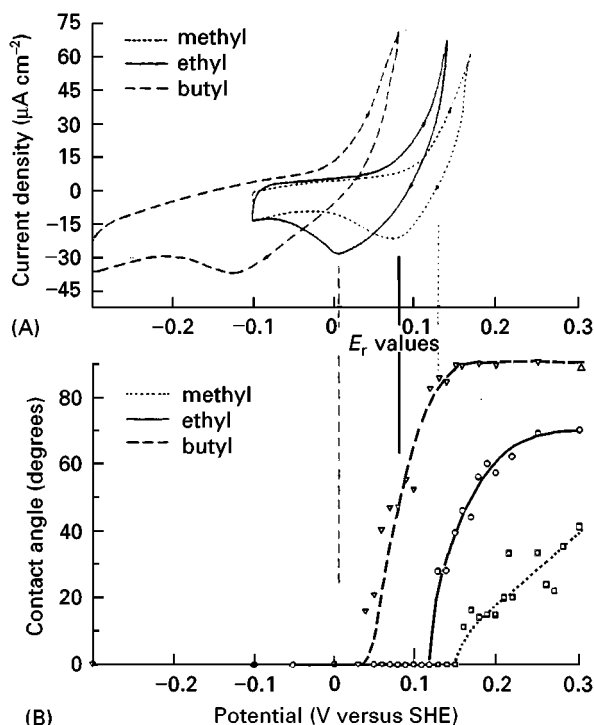 75
60
45
30
15
0
−15
−30
−45
Current density (μA cm−2)
methyl
ethyl
butyl
(A)
−0.2 −0.1 0 0.1 0.2 0.3
Er values
80
60
40
20
0
Contact angle (degrees)
methyl
ethyl
butyl
−0.2 −0.1 0 0.1 0.2 0.3
(B) Potential (V versus SHE)